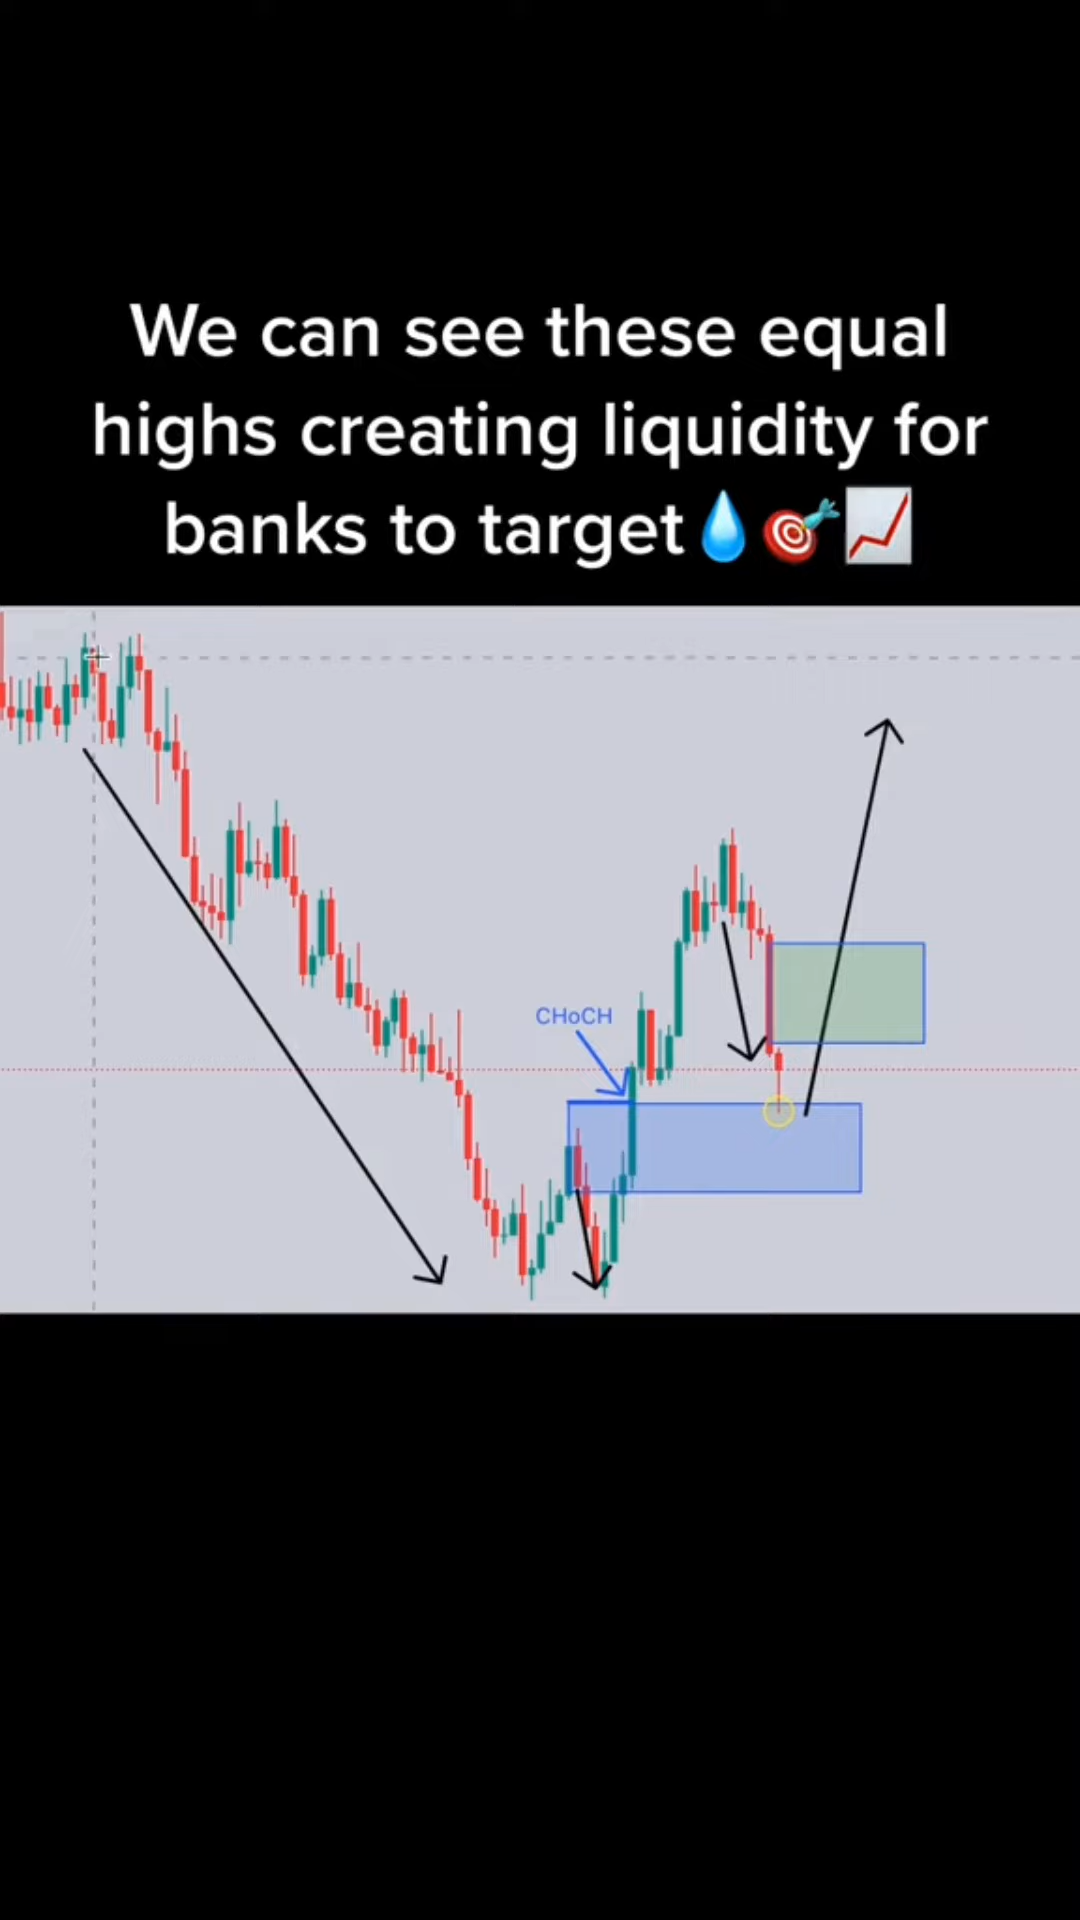 We can see these equal
highs creating liquidity for
banks to target💧🎯📈
CHoCH